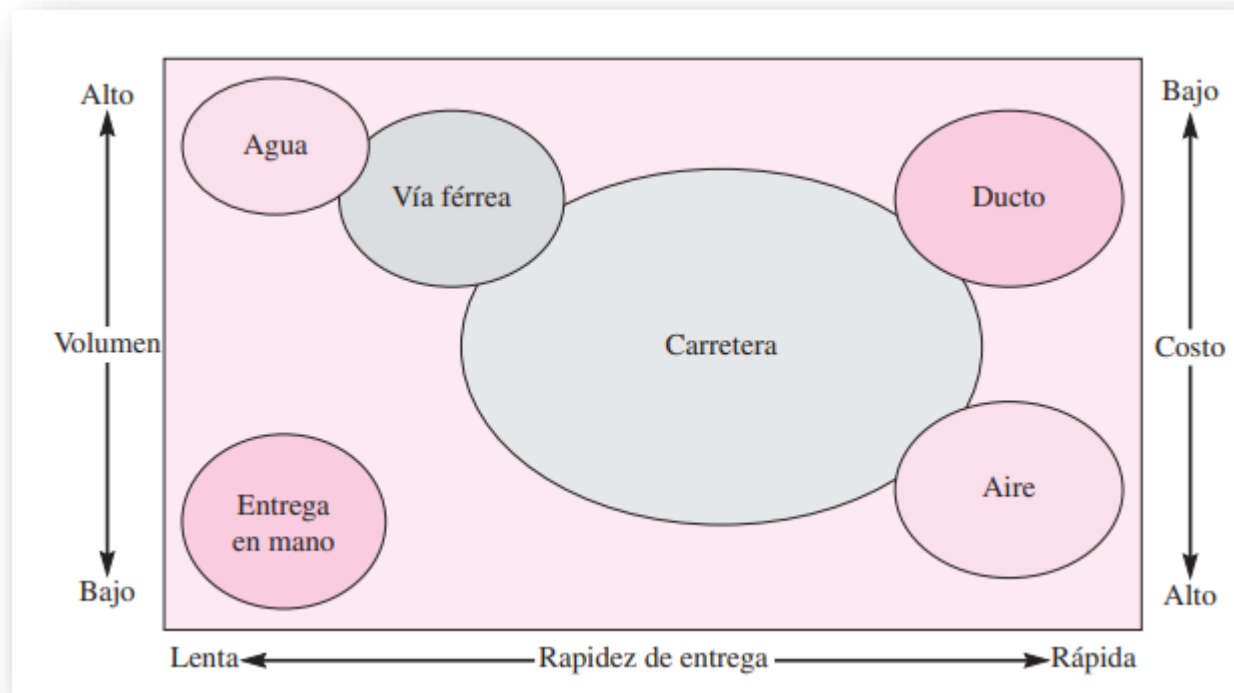 Alto
Bajo
Agua
Vía férrea
Ducto
Volumen
Carretera
Costo
Entrega
en mano
Aire
Bajo
Alto
Lenta
Rapidez de entrega
Rápida